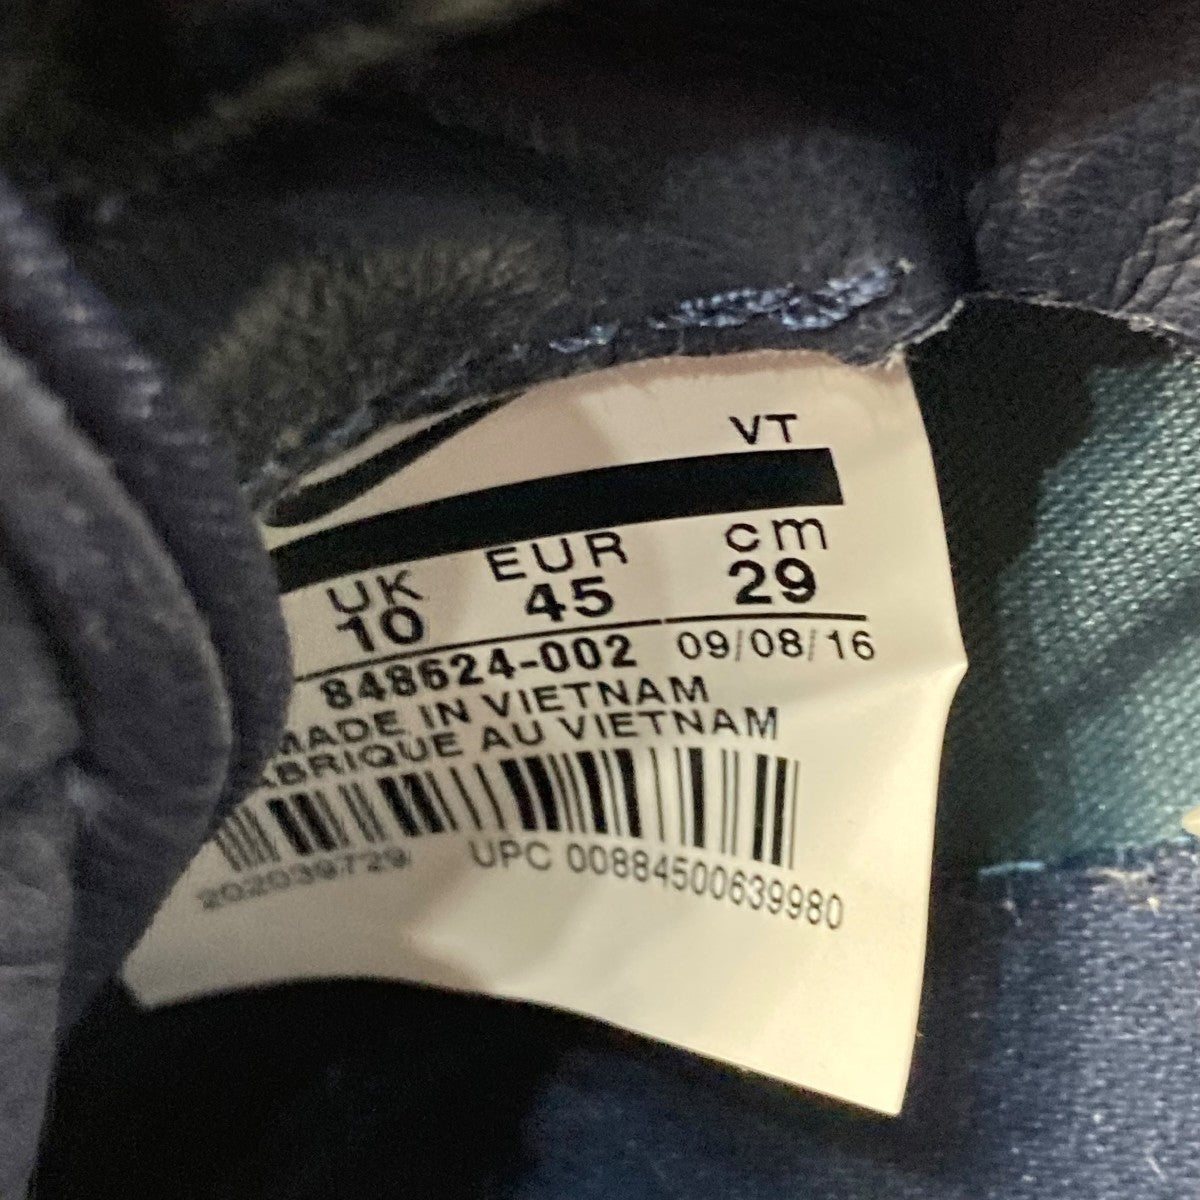 VT
UK EUR cm
10 45 29
848624-002 09/08/16
MADE IN VIETNAM
FABRIQUE AU VIETNAM
202039729 UPC 00884500639980